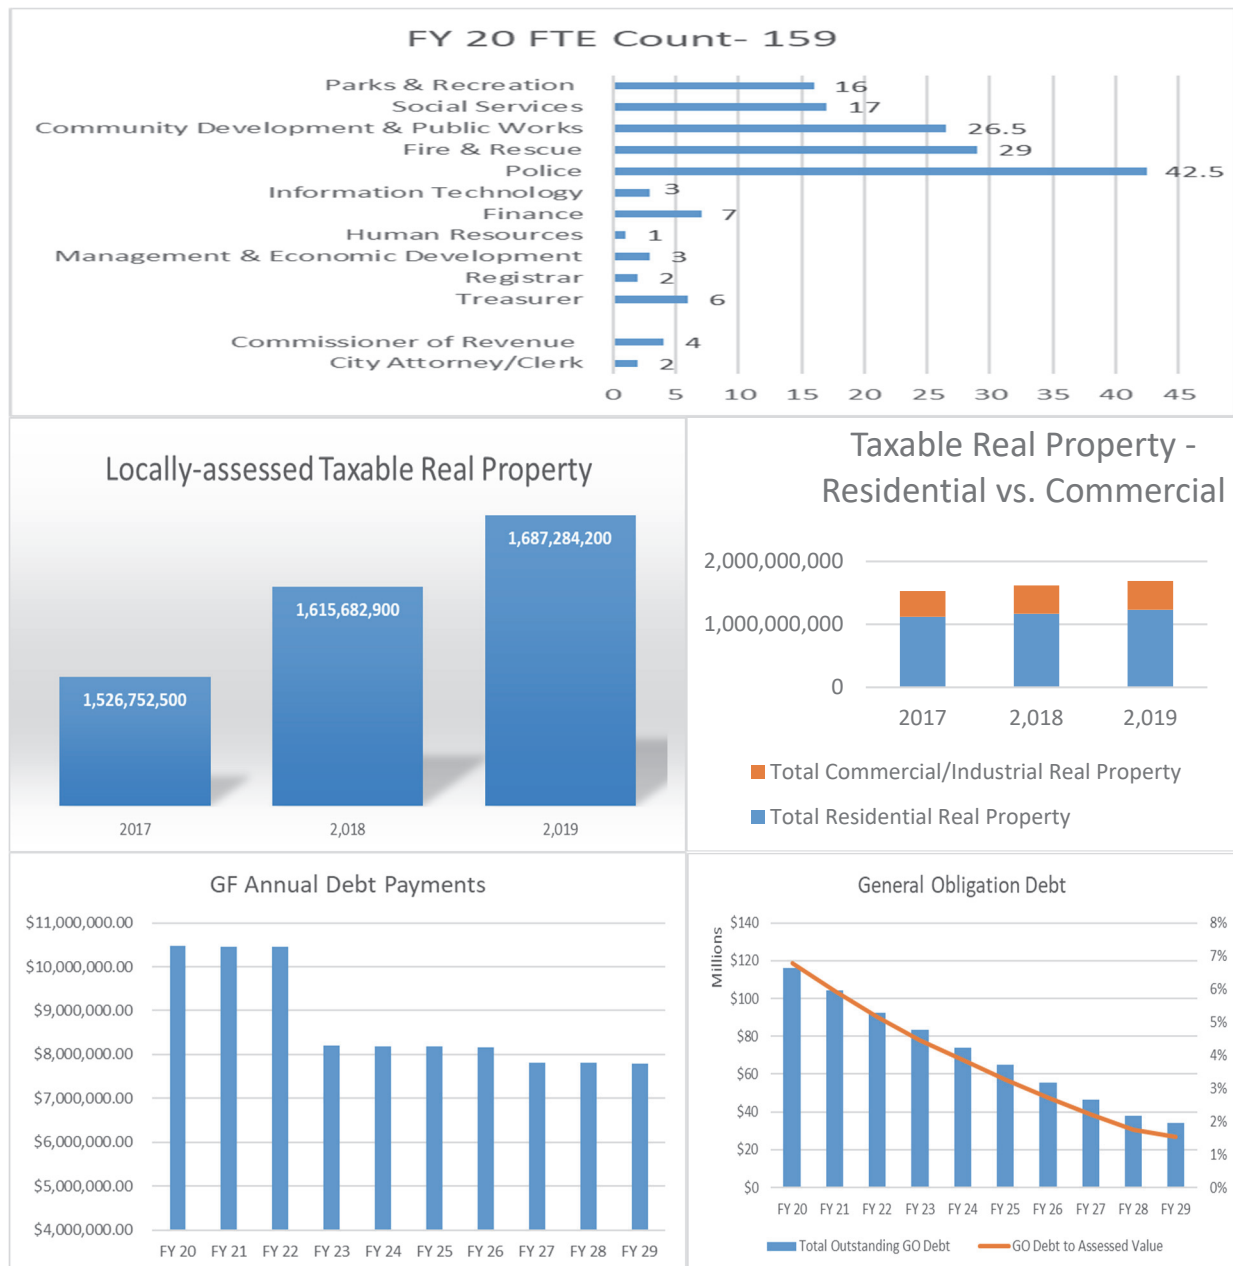 FY 20 FTE Count- 159
Parks & Recreation 16
Social Services 17
Community Development & Public Works 26.5
Fire & Rescue 29
Police 42.5
Information Technology 3
Finance 7
Human Resources 1
Management & Economic Development 3
Registrar 2
Treasurer 6
Commissioner of Revenue 4
City Attorney/Clerk 2
0 5 10 15 20 25 30 35 40 45
Locally-assessed Taxable Real Property
1,687,284,200
1,615,682,900
1,526,752,500
2017 2,018 2,019
Taxable Real Property -
Residential vs. Commercial
2,000,000,000
1,000,000,000
0
2017 2,018 2,019
Total Commercial/Industrial Real Property
Total Residential Real Property
GF Annual Debt Payments
$11,000,000.00
$10,000,000.00
$9,000,000.00
$8,000,000.00
$7,000,000.00
$6,000,000.00
$5,000,000.00
$4,000,000.00
FY 20 FY 21 FY 22 FY 23 FY 24 FY 25 FY 26 FY 27 FY 28 FY 29
General Obligation Debt
Millions
$140 8%
$120 7%
$100 6%
$80 5%
$60 4%
$40 3%
$20 2%
$0 1%
0%
FY 20 FY 21 FY 22 FY 23 FY 24 FY 25 FY 26 FY 27 FY 28 FY 29
Total Outstanding GO Debt GO Debt to Assessed Value